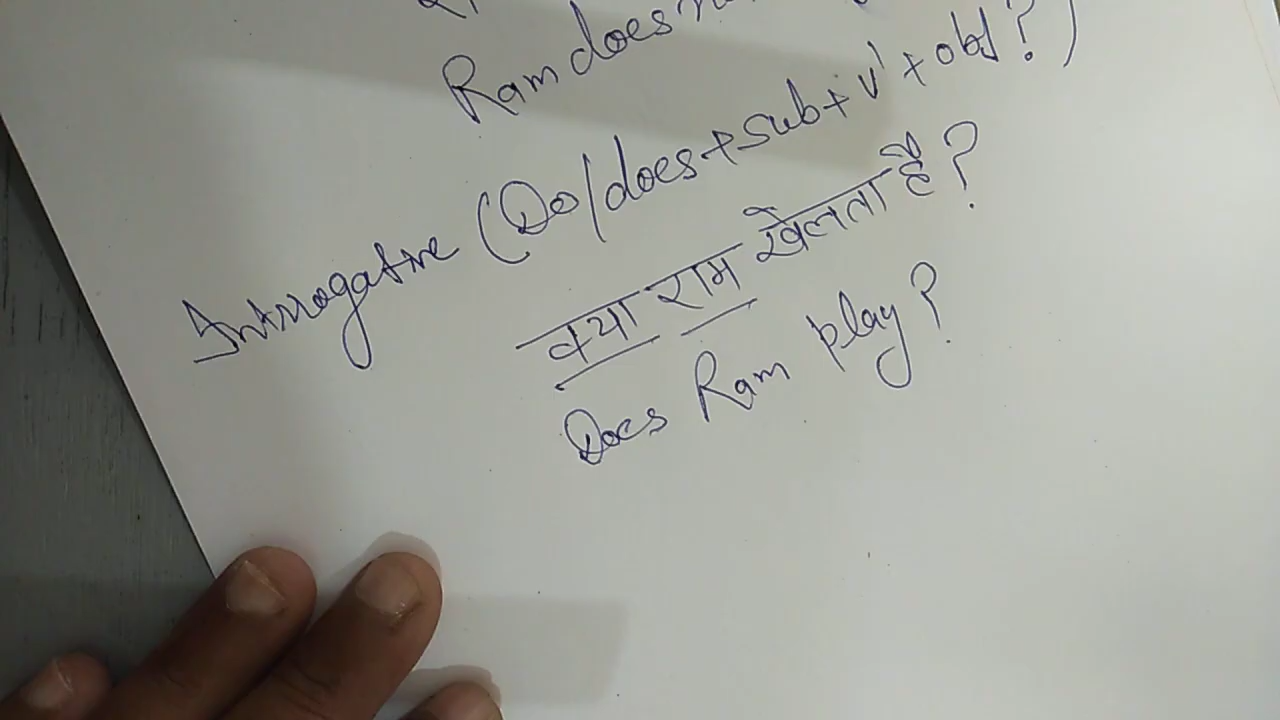 Ram does
Interrogative (Do/does+sub+v¹+obj?)
क्या राम खेलता है?
Does Ram play?